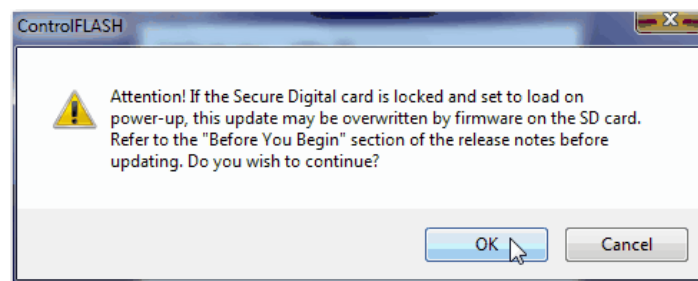 ControlFLASH
Attention! If the Secure Digital card is locked and set to load on
power-up, this update may be overwritten by firmware on the SD card.
Refer to the "Before You Begin" section of the release notes before
updating. Do you wish to continue?
OK
Cancel